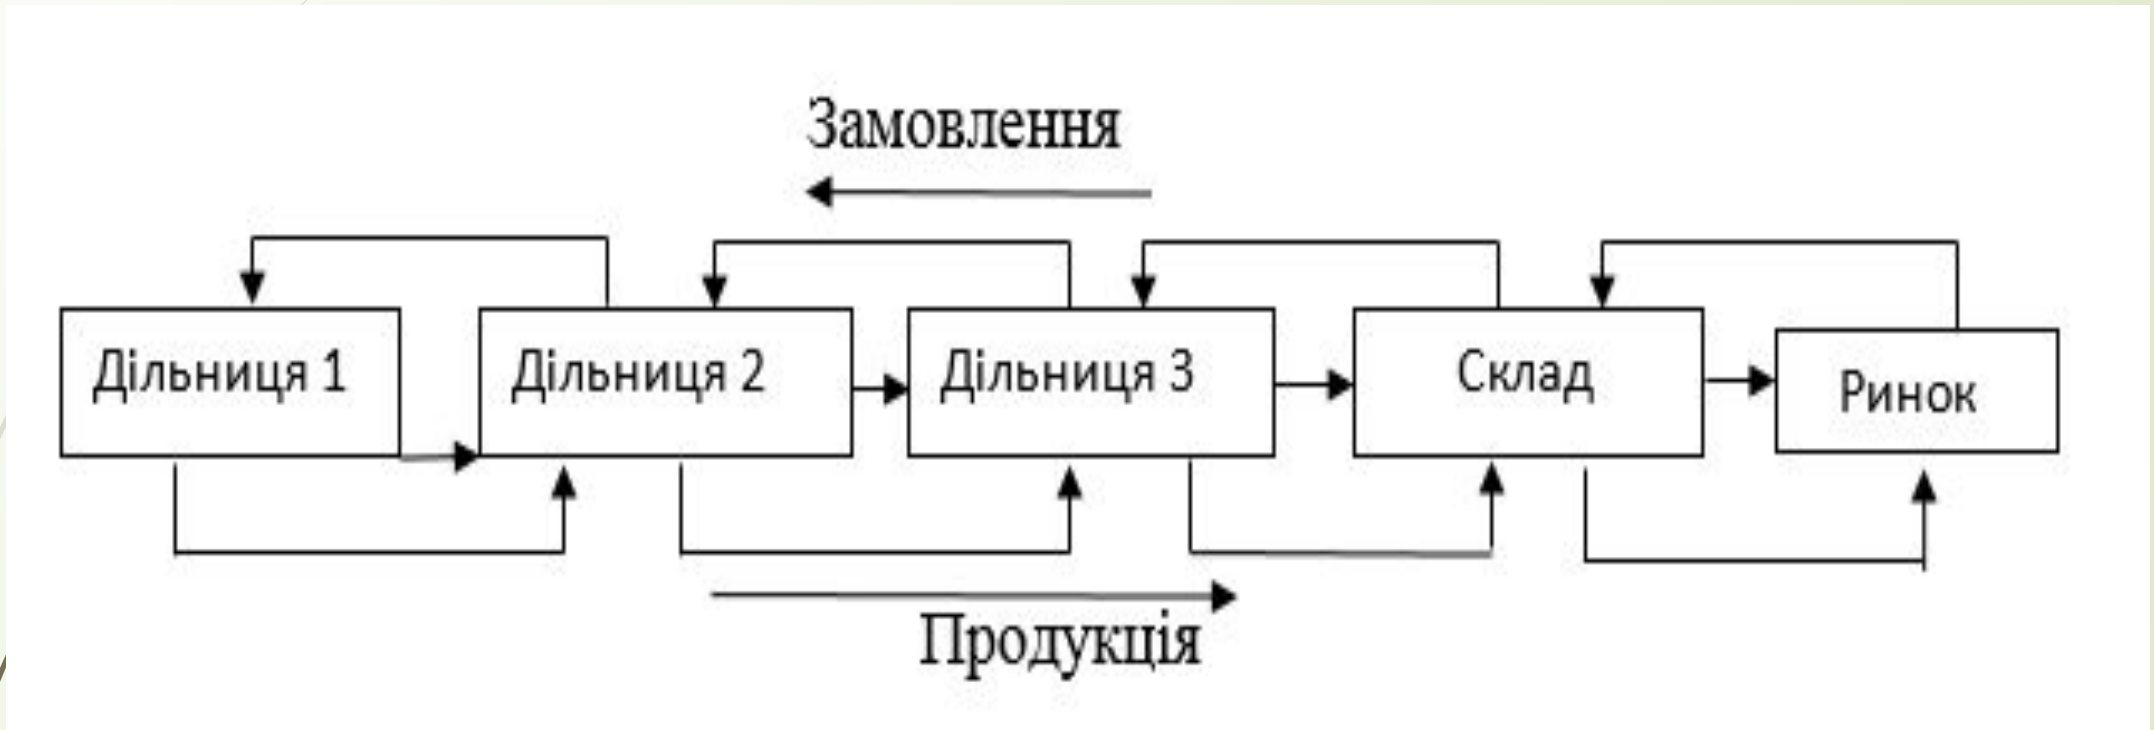 Замовлення
Дільниця 1
Дільниця 2
Дільниця 3
Склад
Ринок
Продукція